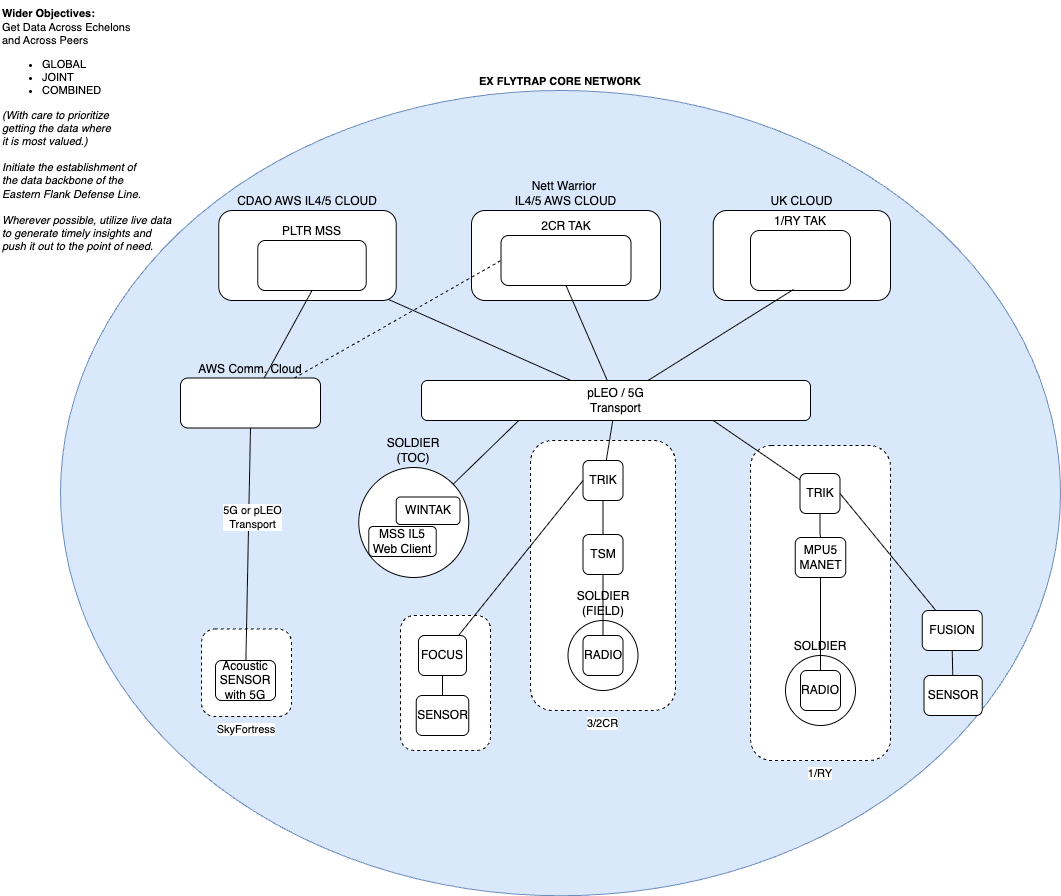 Wider Objectives:
Get Data Across Echelons
and Across Peers
• GLOBAL
• JOINT
• COMBINED
(With care to prioritize
getting the data where
it is most valued.)
Initiate the establishment of
the data backbone of the
Eastern Flank Defense Line.
Wherever possible, utilize live data
to generate timely insights and
push it out to the point of need.
EX FLYTRAP CORE NETWORK
CDAO AWS IL4/5 CLOUD
PLTR MSS
Nett Warrior
IL4/5 AWS CLOUD
2CR TAK
UK CLOUD
1/RY TAK
AWS Comm. Cloud
pLEO / 5G
Transport
5G or pLEO
Transport
Acoustic
SENSOR
with 5G
SkyFortress
SOLDIER
(TOC)
WINTAK
MSS IL5
Web Client
FOCUS
SENSOR
TRIK
TSM
SOLDIER
(FIELD)
RADIO
3/2CR
TRIK
MPU5
MANET
SOLDIER
RADIO
1/RY
FUSION
SENSOR